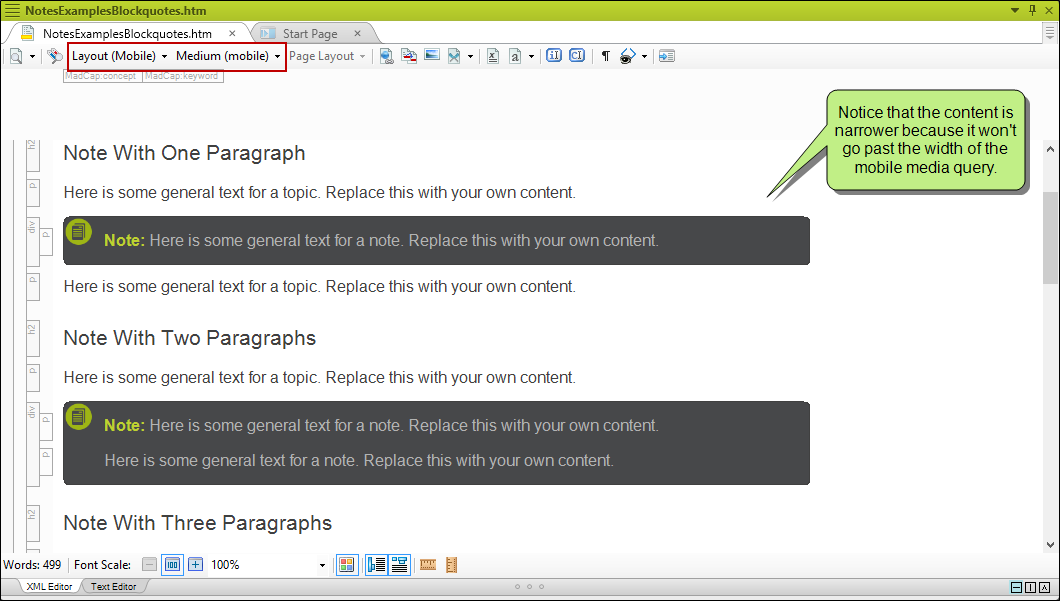 NotesExamplesBlockquotes.htm
NotesExamplesBlockquotes.htm
Start Page
Layout (Mobile) Medium (mobile) Page Layout
MadCap:concept MadCap:keyword
Notice that the content is
narrower because it won't
go past the width of the
mobile media query.
h2
Note With One Paragraph
p
Here is some general text for a topic. Replace this with your own content.
div
p
Note: Here is some general text for a note. Replace this with your own content.
p
Here is some general text for a topic. Replace this with your own content.
h2
Note With Two Paragraphs
p
Here is some general text for a topic. Replace this with your own content.
div
p
Note: Here is some general text for a note. Replace this with your own content.
p
Here is some general text for a note. Replace this with your own content.
h2
Note With Three Paragraphs
Words: 499 Font Scale: 100 100%
XML Editor Text Editor